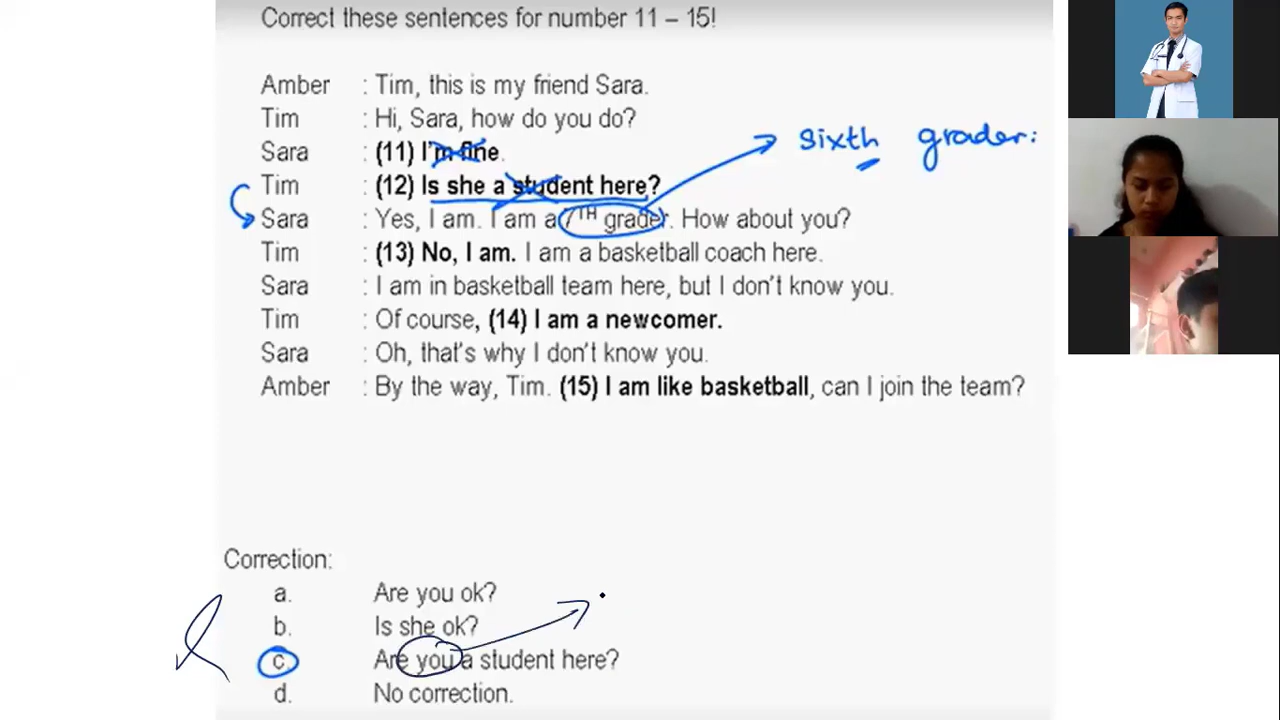 Correct these sentences for number 11 – 15!
Amber : Tim, this is my friend Sara.
Tim : Hi, Sara, how do you do?
Sara : (11) I'm fine.
Tim : (12) Is she a student here?
sixth grader:
Sara : Yes, I am. I am a 7TH grader. How about you?
Tim : (13) No, I am. I am a basketball coach here.
Sara : I am in basketball team here, but I don't know you.
Tim : Of course, (14) I am a newcomer.
Sara : Oh, that's why I don't know you.
Amber : By the way, Tim. (15) I am like basketball, can I join the team?
Correction:
a. Are you ok?
b. Is she ok?
c. Are you a student here?
d. No correction.